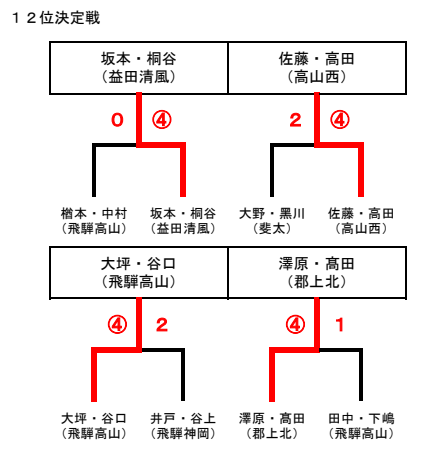 １２位決定戦
坂本・桐谷 佐藤・高田
（益田清風） （高山西）
０ ④ ２ ④
楢本・中村 坂本・桐谷 大野・黒川 佐藤・高田
（飛騨高山） （益田清風） （斐太） （高山西）
大坪・谷口 澤原・髙田
（飛騨高山） （郡上北）
④ ２ ④ １
大坪・谷口 井戸・谷上 澤原・髙田 田中・下嶋
（飛騨高山） （飛騨神岡） （郡上北） （飛騨高山）